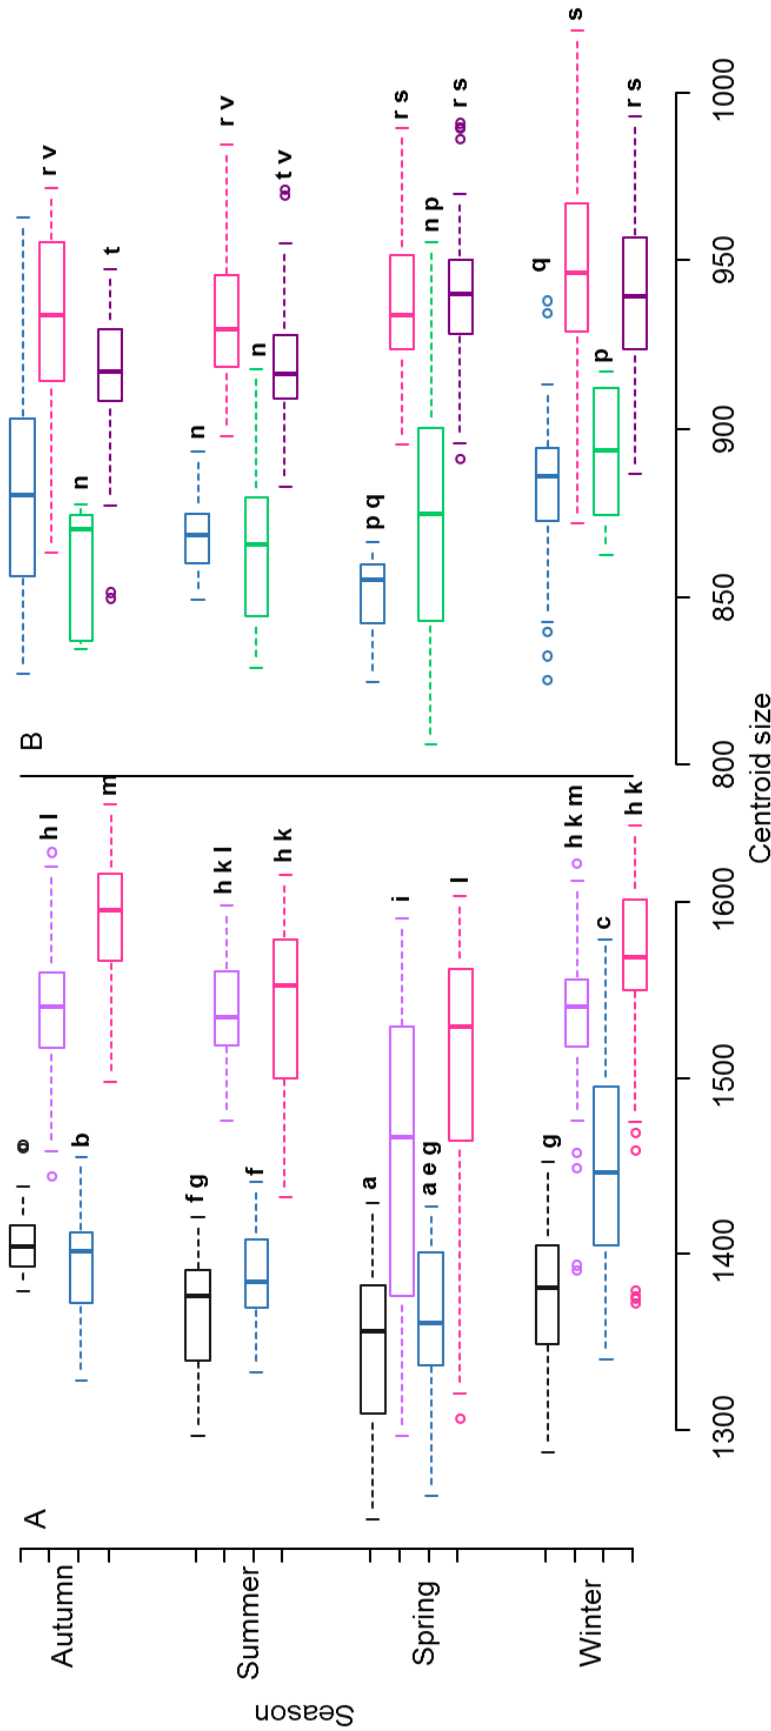 A
B
Autumn
h l
r v
b
n
m
t
Summer
f g
n
h k l
r v
f
n
h k
t v
Spring
a
p q
i
r s
a e g
n p
l
r s
Winter
g
q
h k m
s
c
p
h k
r s
Season
1300 1400 1500 1600 800 850 900 950 1000
Centroid size